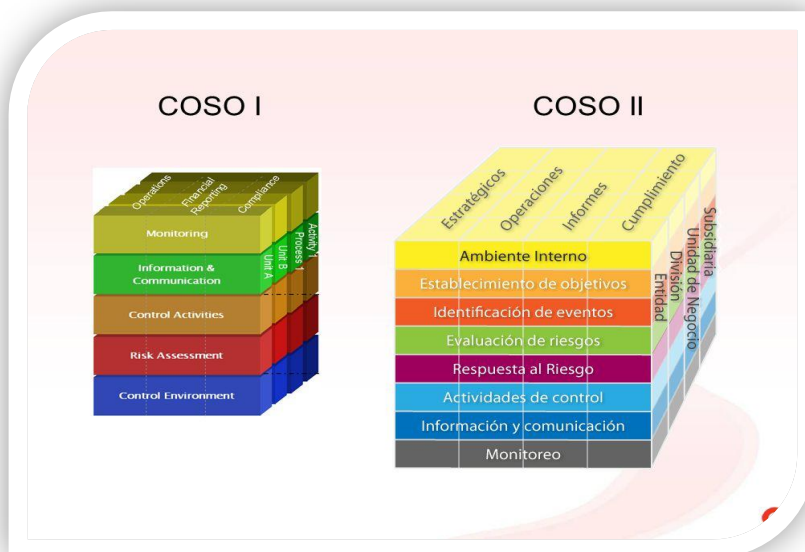 COSO I
Operations
Financial
Reporting
Compliance
Monitoring
Information &
Communication
Control Activities
Risk Assessment
Control Environment
Unit A
Unit B
Process 1
Activity 1
COSO II
Estratégicos
Operaciones
Informes
Cumplimiento
Ambiente Interno
Establecimiento de objetivos
Identificación de eventos
Evaluación de riesgos
Respuesta al Riesgo
Actividades de control
Información y comunicación
Monitoreo
Entidad
División
Unidad de Negocio
Subsidiaria